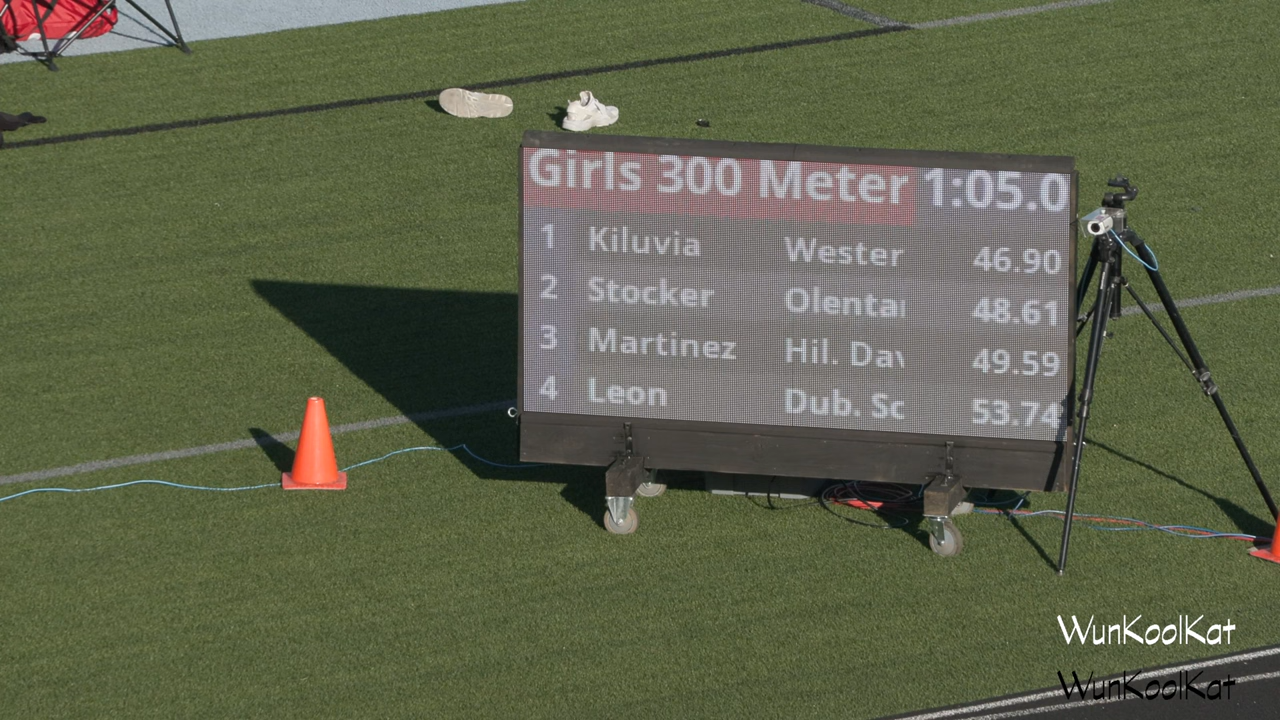 Girls 300 Meter 1:05.0
1 Kiluvia Wester 46.90
2 Stocker Olenta 48.61
3 Martinez Hil. Dav 49.59
4 Leon Dub. Sc 53.74
WunKoolKat
WunKoolKat